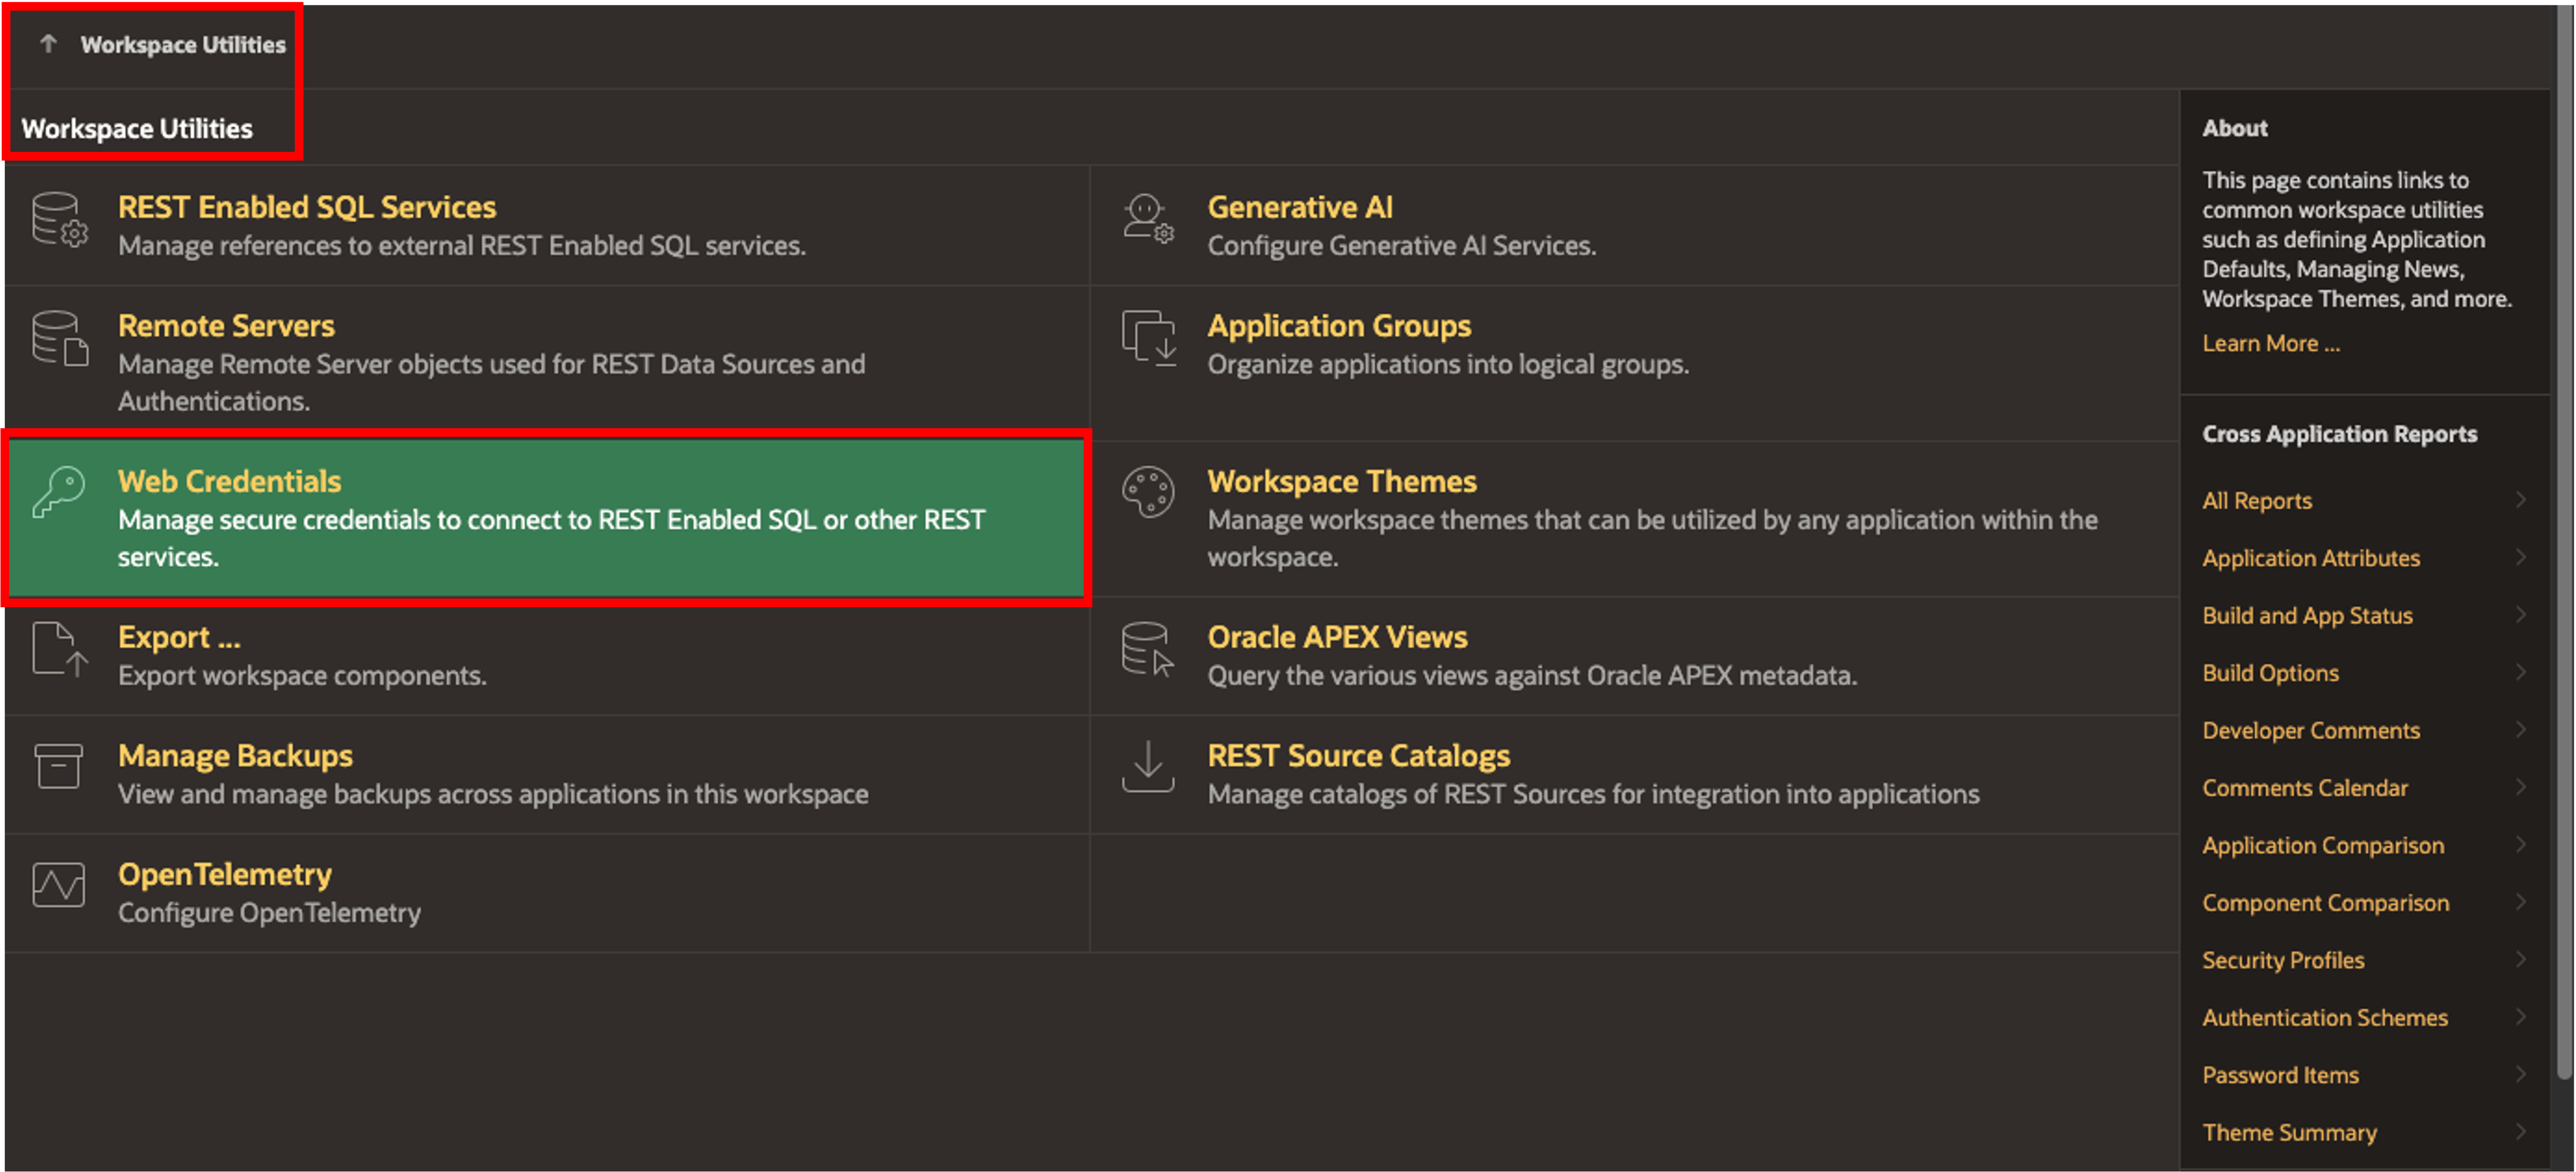 Workspace Utilities
Workspace Utilities
REST Enabled SQL Services
Manage references to external REST Enabled SQL services.
Generative AI
Configure Generative AI Services.
Remote Servers
Manage Remote Server objects used for REST Data Sources and
Authentications.
Application Groups
Organize applications into logical groups.
Web Credentials
Manage secure credentials to connect to REST Enabled SQL or other REST
services.
Workspace Themes
Manage workspace themes that can be utilized by any application within the
workspace.
Export ...
Export workspace components.
Oracle APEX Views
Query the various views against Oracle APEX metadata.
Manage Backups
View and manage backups across applications in this workspace
REST Source Catalogs
Manage catalogs of REST Sources for integration into applications
OpenTelemetry
Configure OpenTelemetry
About
This page contains links to
common workspace utilities
such as defining Application
Defaults, Managing News,
Workspace Themes, and more.
Learn More ...
Cross Application Reports
All Reports
Application Attributes
Build and App Status
Build Options
Developer Comments
Comments Calendar
Application Comparison
Component Comparison
Security Profiles
Authentication Schemes
Password Items
Theme Summary